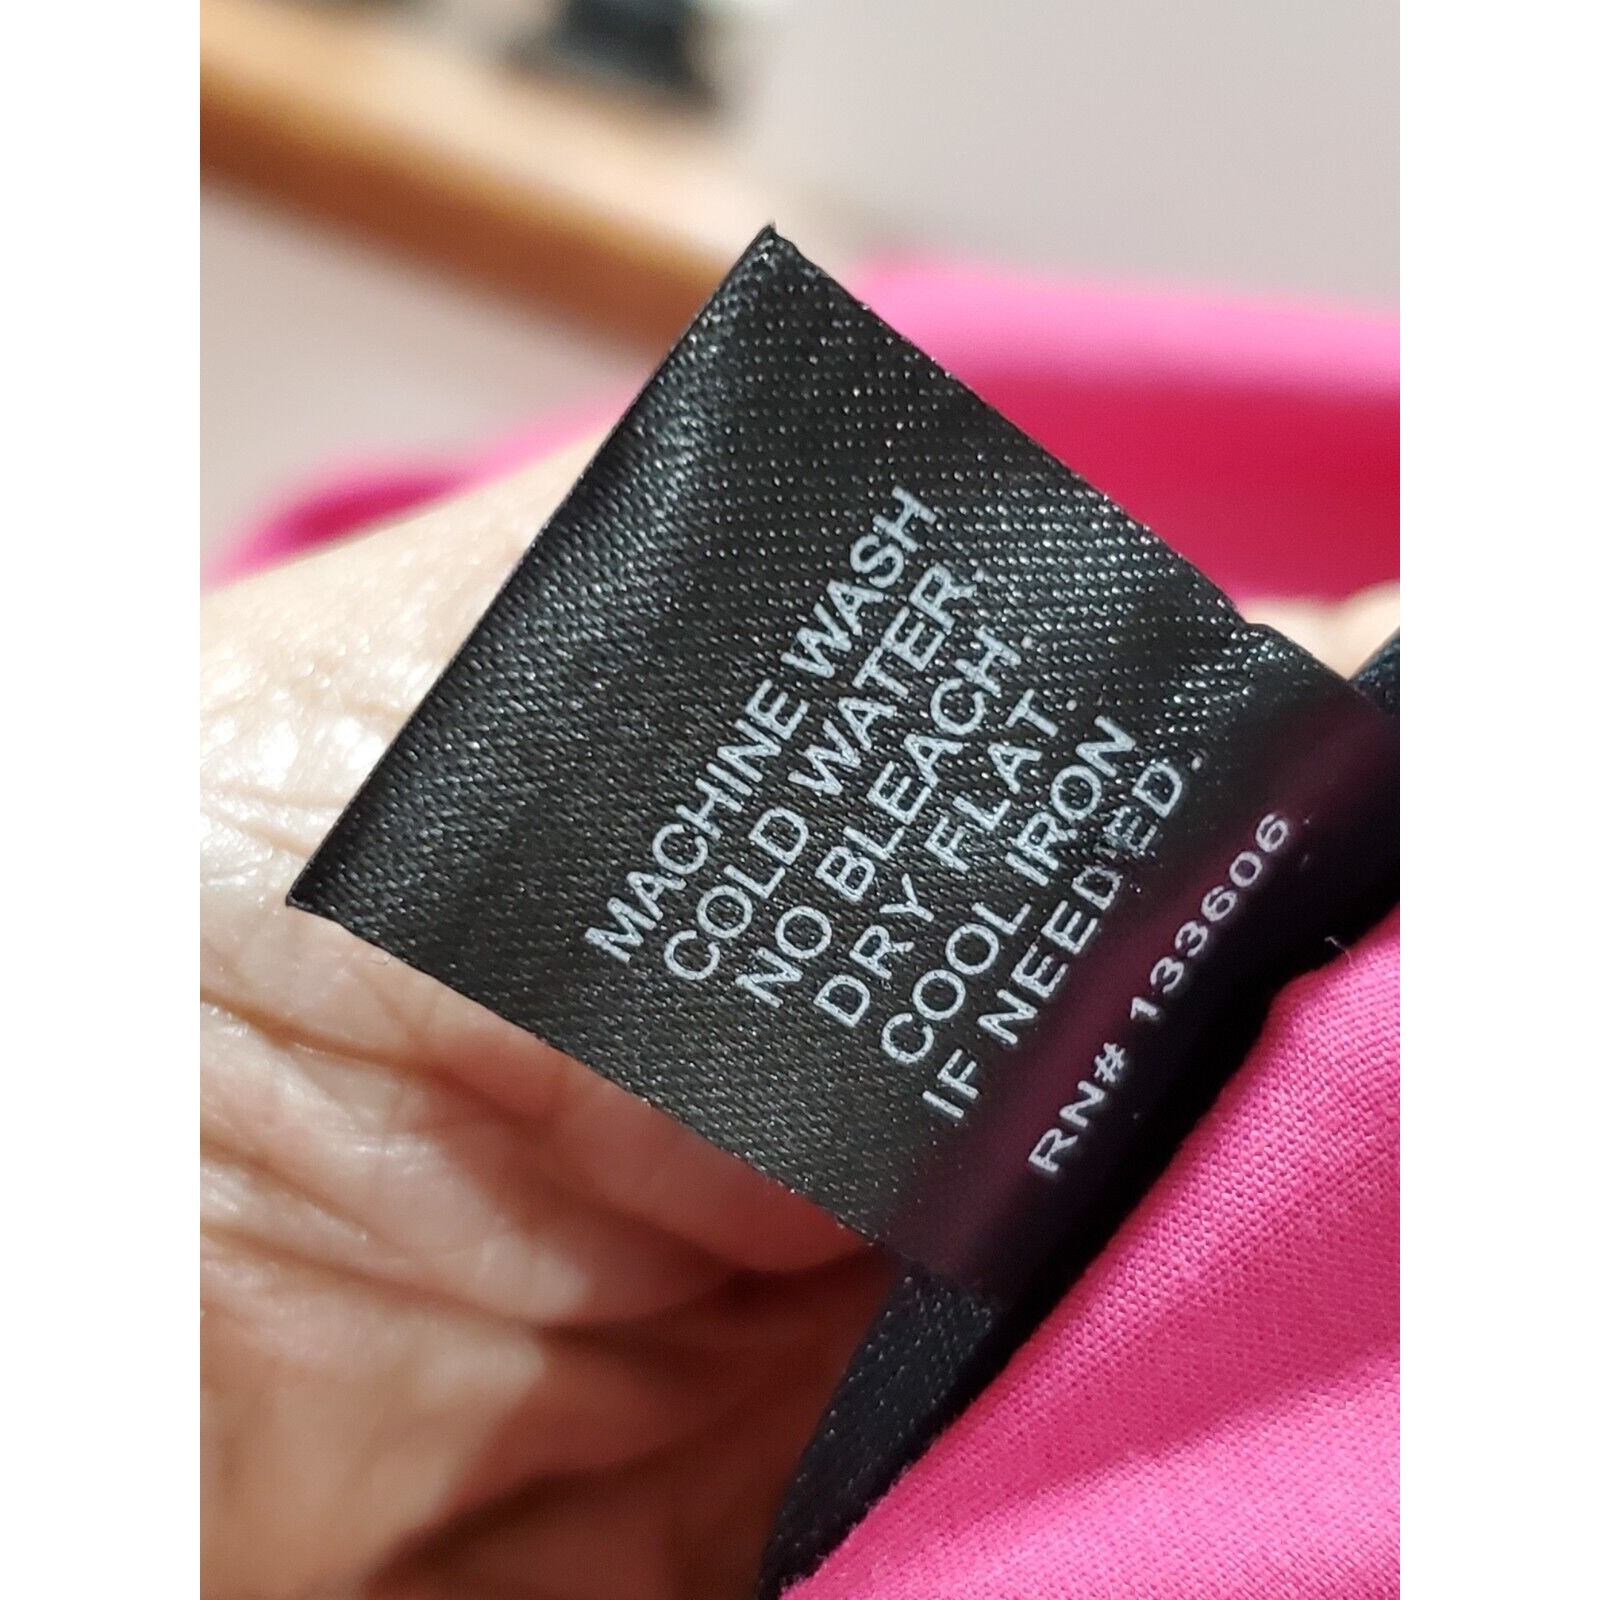 MACHINE WASH
COLD WATER.
NO BLEACH.
DRY FLAT.
COOL IRON
IF NEEDED.
RN# 133606